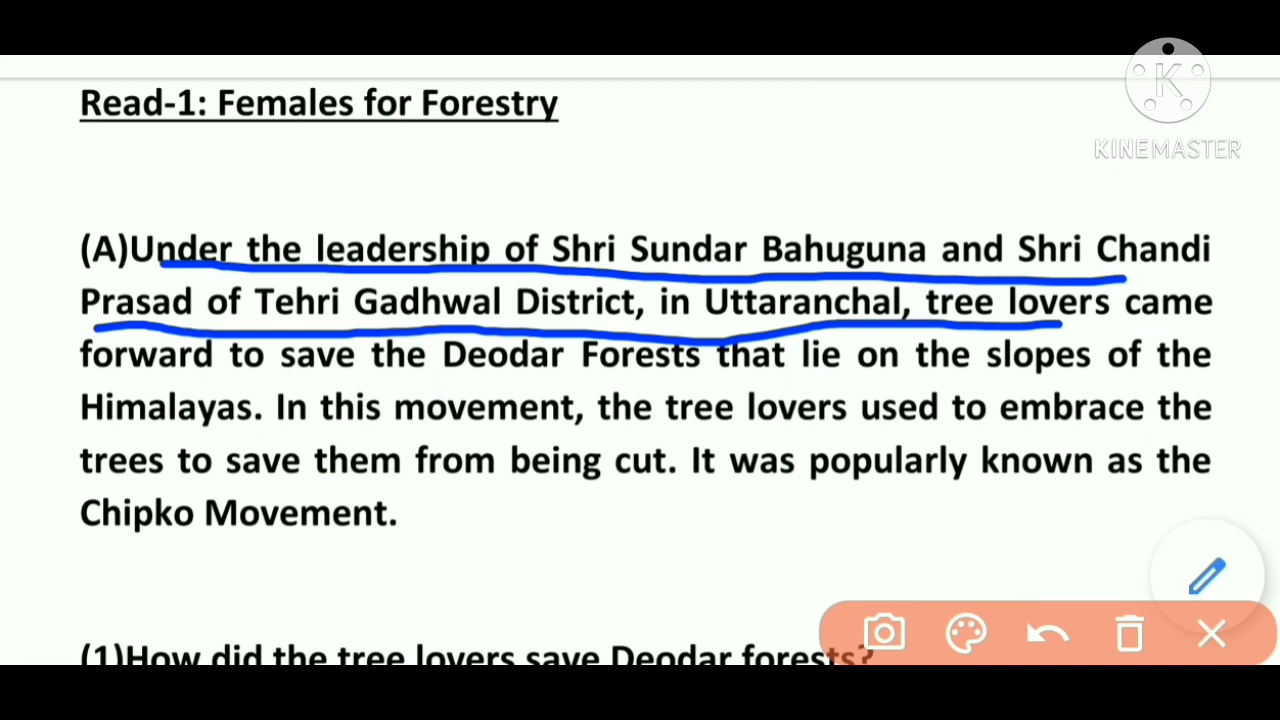 KINEMASTER
Read-1: Females for Forestry
(A)Under the leadership of Shri Sundar Bahuguna and Shri Chandi
Prasad of Tehri Gadhwal District, in Uttaranchal, tree lovers came
forward to save the Deodar Forests that lie on the slopes of the
Himalayas. In this movement, the tree lovers used to embrace the
trees to save them from being cut. It was popularly known as the
Chipko Movement.
(1)How did the tree lovers save Deodar forests?